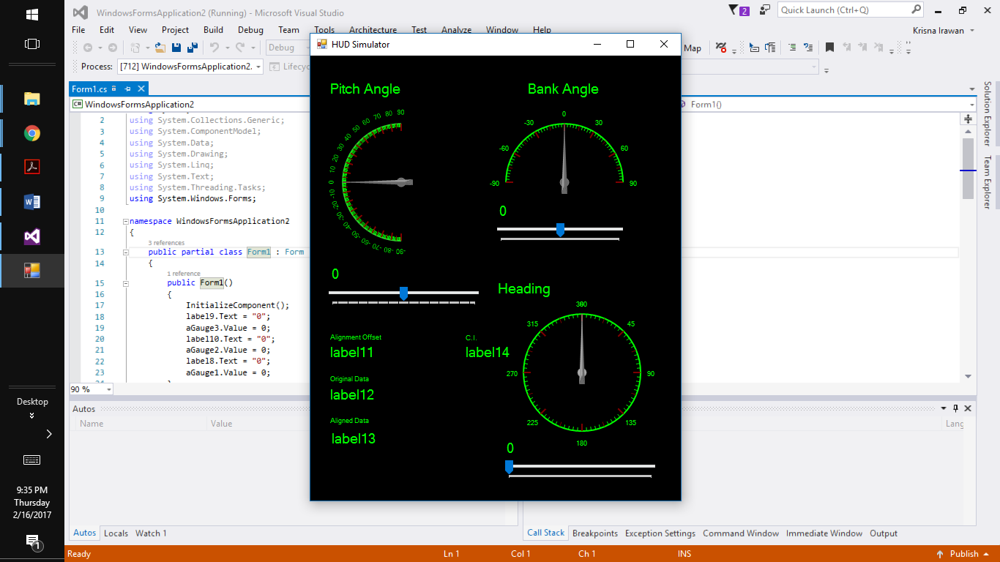 WindowsFormsApplication2 (Running) - Microsoft Visual Studio
2
Quick Launch (Ctrl+Q)
File Edit View Project Build Debug Team Tools Architecture Test Analyze Window Help
Krisna Irawan
Debug
Map
Process: [712] WindowsFormsApplication2.
Lifecyc
Form1.cs
WindowsFormsApplication2
Form1()
2 using System.Collections.Generic;
3 using System.ComponentModel;
4 using System.Data;
5 using System.Drawing;
6 using System.Linq;
7 using System.Text;
8 using System.Threading.Tasks;
9 using System.Windows.Forms;
10
11 namespace WindowsFormsApplication2
12 {
3 references
13 public partial class Form1 : Form
14 {
1 reference
15 public Form1()
16 {
17 InitializeComponent();
18 label9.Text = "0";
19 aGauge3.Value = 0;
20 label10.Text = "0";
21 aGauge2.Value = 0;
22 label8.Text = "0";
23 aGauge1.Value = 0;
90 %
HUD Simulator
Pitch Angle
90
80
70
60
50
40
30
20
10
0
-10
-20
-30
-40
-50
-60
-70
-80
-90
0
Bank Angle
-90
-60
-30
0
30
60
90
0
Alignment Offset
label11
C.I.
label14
Original Data
label12
Aligned Data
label13
Heading
45
90
135
180
225
270
315
0
Solution Explorer
Team Explorer
Autos
Name Value
Lang
Autos Locals Watch 1
Call Stack Breakpoints Exception Settings Command Window Immediate Window Output
Ready
Ln 1 Col 1 Ch 1 INS
Publish
Desktop
9:35 PM
Thursday
2/16/2017
1